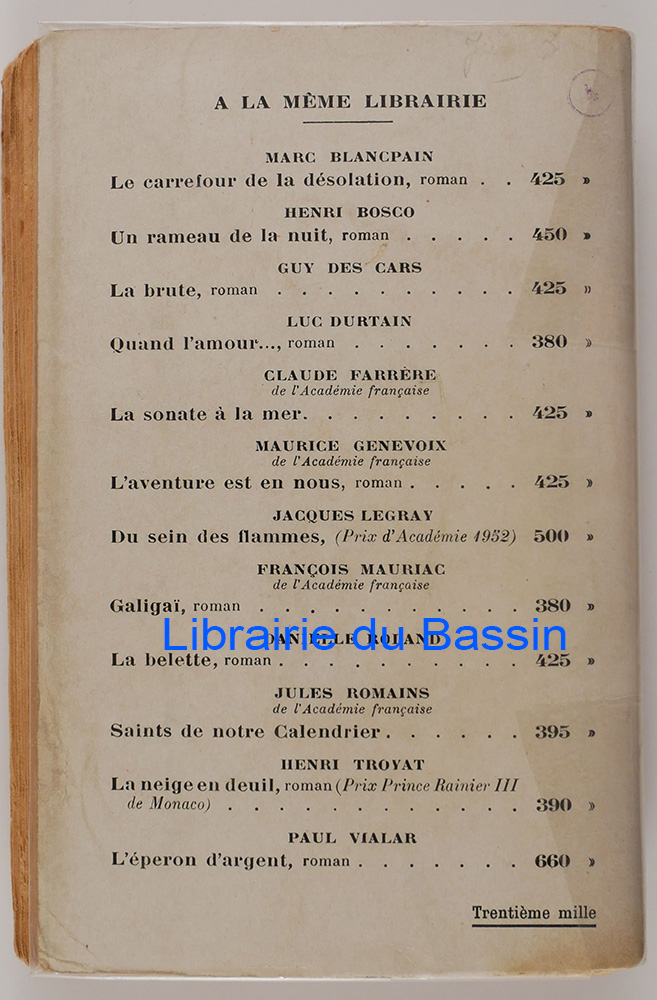 A LA MÊME LIBRAIRIE
MARC BLANCPAIN
Le carrefour de la désolation, roman . . 425 »
HENRI BOSCO
Un rameau de la nuit, roman . . . . . 450 »
GUY DES CARS
La brute, roman . . . . . . . . . . 425 »
LUC DURTAIN
Quand l'amour..., roman . . . . . . . 380 »
CLAUDE FARRÈRE
de l'Académie française
La sonate à la mer. . . . . . . . . . 425 »
MAURICE GENEVOIX
de l'Académie française
L'aventure est en nous, roman . . . . . 425 »
JACQUES LEGRAY
Du sein des flammes, (Prix d'Académie 1952) 500 »
FRANÇOIS MAURIAC
de l'Académie française
Galigaï, roman . . . . . . . . . . . 380 »
DANIELLE ROLAND
Librairie du Bassin
La belette, roman . . . . . . . . . . 425 »
JULES ROMAINS
de l'Académie française
Saints de notre Calendrier . . . . . . 395 »
HENRI TROYAT
La neige en deuil, roman (Prix Prince Rainier III
de Monaco) . . . . . . . . . . . . 390 »
PAUL VIALAR
L'éperon d'argent, roman . . . . . . . 660 »
Trentième mille